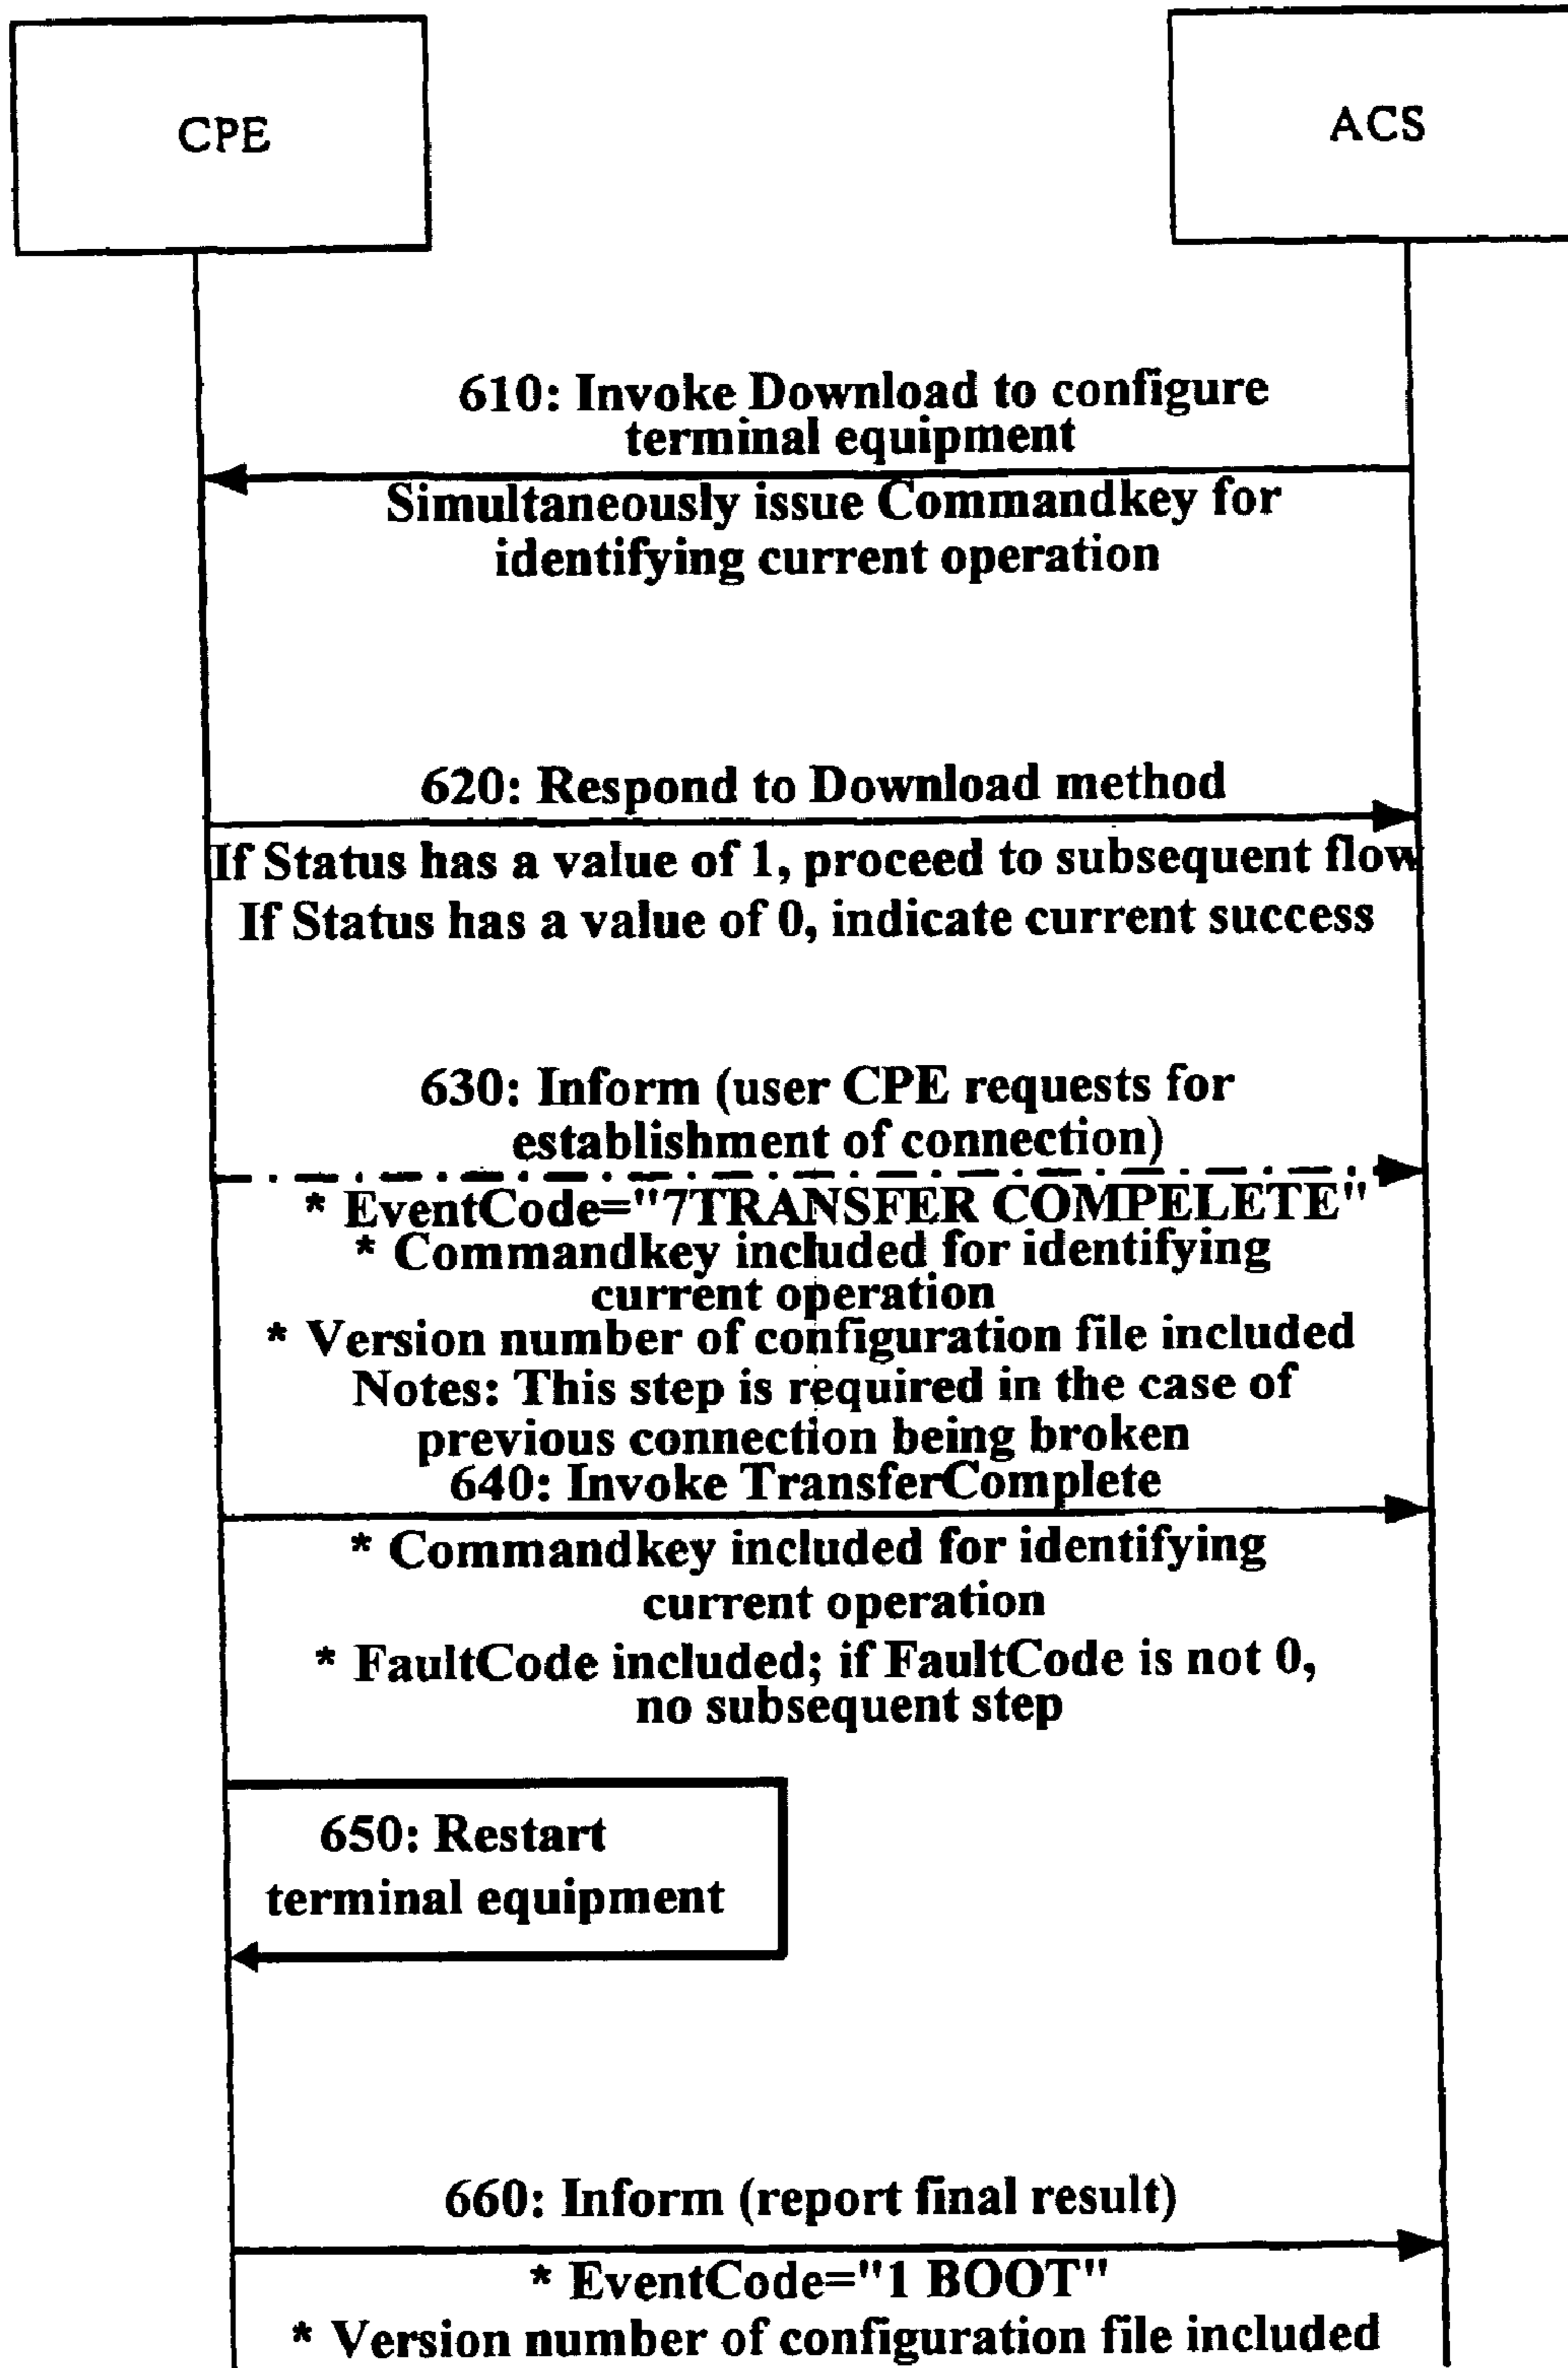 CPE
ACS
610: Invoke Download to configure
terminal equipment
Simultaneously issue Commandkey for
identifying current operation
620: Respond to Download method
If Status has a value of 1, proceed to subsequent flow
If Status has a value of 0, indicate current success
630: Inform (user CPE requests for
establishment of connection)
* EventCode="7TRANSFER COMPELETE"
* Commandkey included for identifying
current operation
* Version number of configuration file included
Notes: This step is required in the case of
previous connection being broken
640: Invoke TransferComplete
* Commandkey included for identifying
current operation
* FaultCode included; if FaultCode is not 0,
no subsequent step
650: Restart
terminal equipment
660: Inform (report final result)
* EventCode="1 BOOT"
* Version number of configuration file included